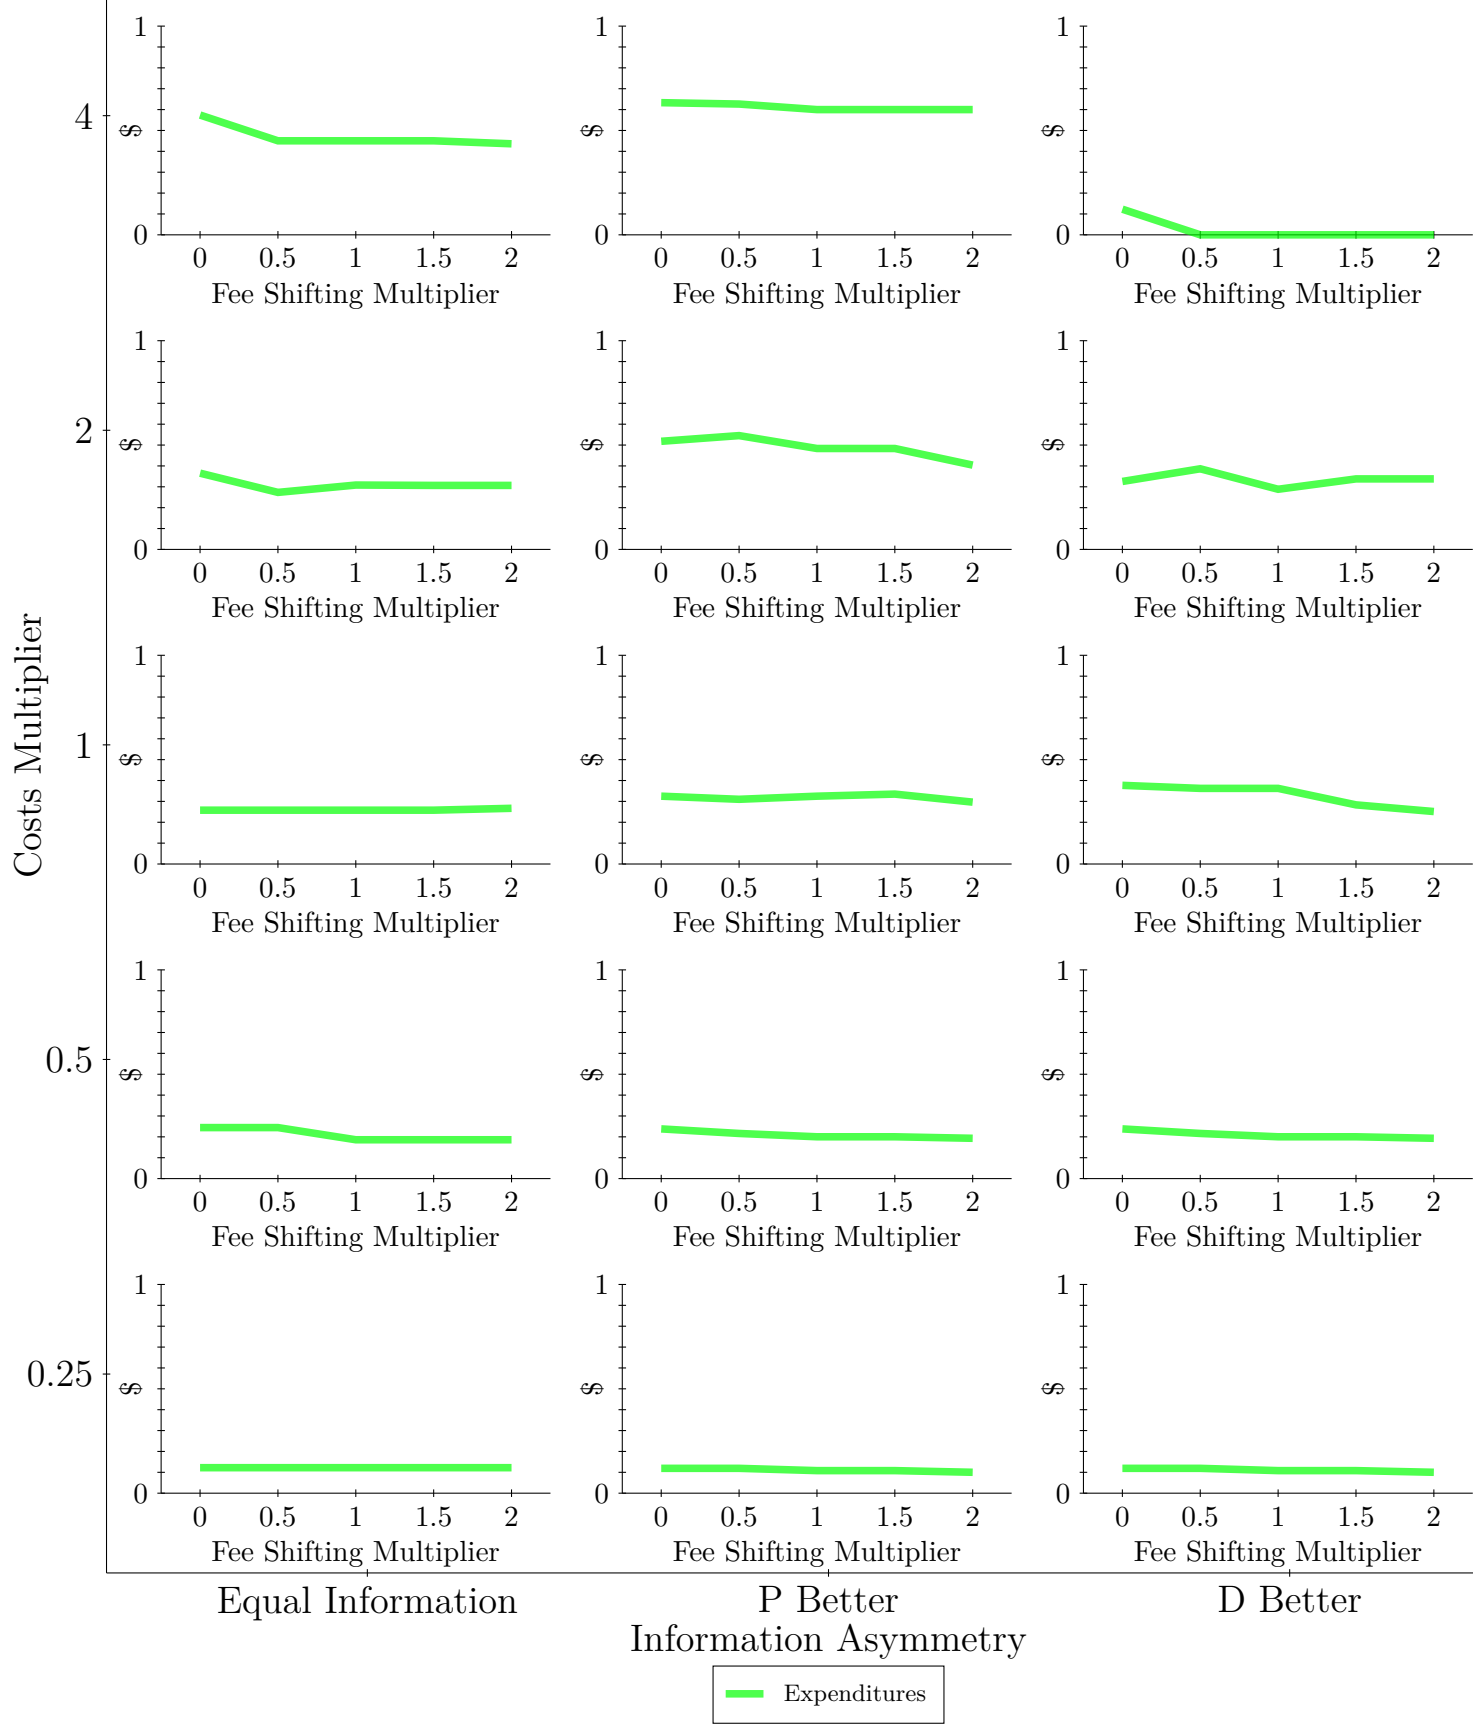 1 1 1
4 $ $ $
0 0 0
0 0.5 1 1.5 2 0 0.5 1 1.5 2 0 0.5 1 1.5 2
Fee Shifting Multiplier Fee Shifting Multiplier Fee Shifting Multiplier
1 1 1
2 $ $ $
0 0 0
0 0.5 1 1.5 2 0 0.5 1 1.5 2 0 0.5 1 1.5 2
Fee Shifting Multiplier Fee Shifting Multiplier Fee Shifting Multiplier
Costs Multiplier
1 1 1
1 $ $ $
0 0 0
0 0.5 1 1.5 2 0 0.5 1 1.5 2 0 0.5 1 1.5 2
Fee Shifting Multiplier Fee Shifting Multiplier Fee Shifting Multiplier
1 1 1
0.5 $ $ $
0 0 0
0 0.5 1 1.5 2 0 0.5 1 1.5 2 0 0.5 1 1.5 2
Fee Shifting Multiplier Fee Shifting Multiplier Fee Shifting Multiplier
1 1 1
0.25 $ $ $
0 0 0
0 0.5 1 1.5 2 0 0.5 1 1.5 2 0 0.5 1 1.5 2
Fee Shifting Multiplier Fee Shifting Multiplier Fee Shifting Multiplier
Equal Information P Better D Better
Information Asymmetry
Expenditures